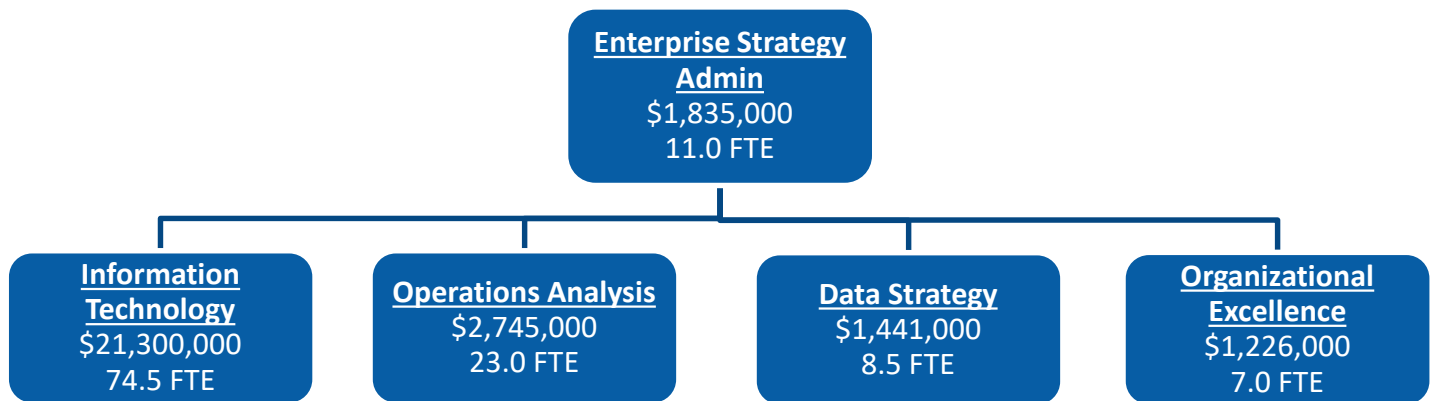 Enterprise Strategy
Admin
$1,835,000
11.0 FTE
Information
Technology
$21,300,000
74.5 FTE
Operations Analysis
$2,745,000
23.0 FTE
Data Strategy
$1,441,000
8.5 FTE
Organizational
Excellence
$1,226,000
7.0 FTE